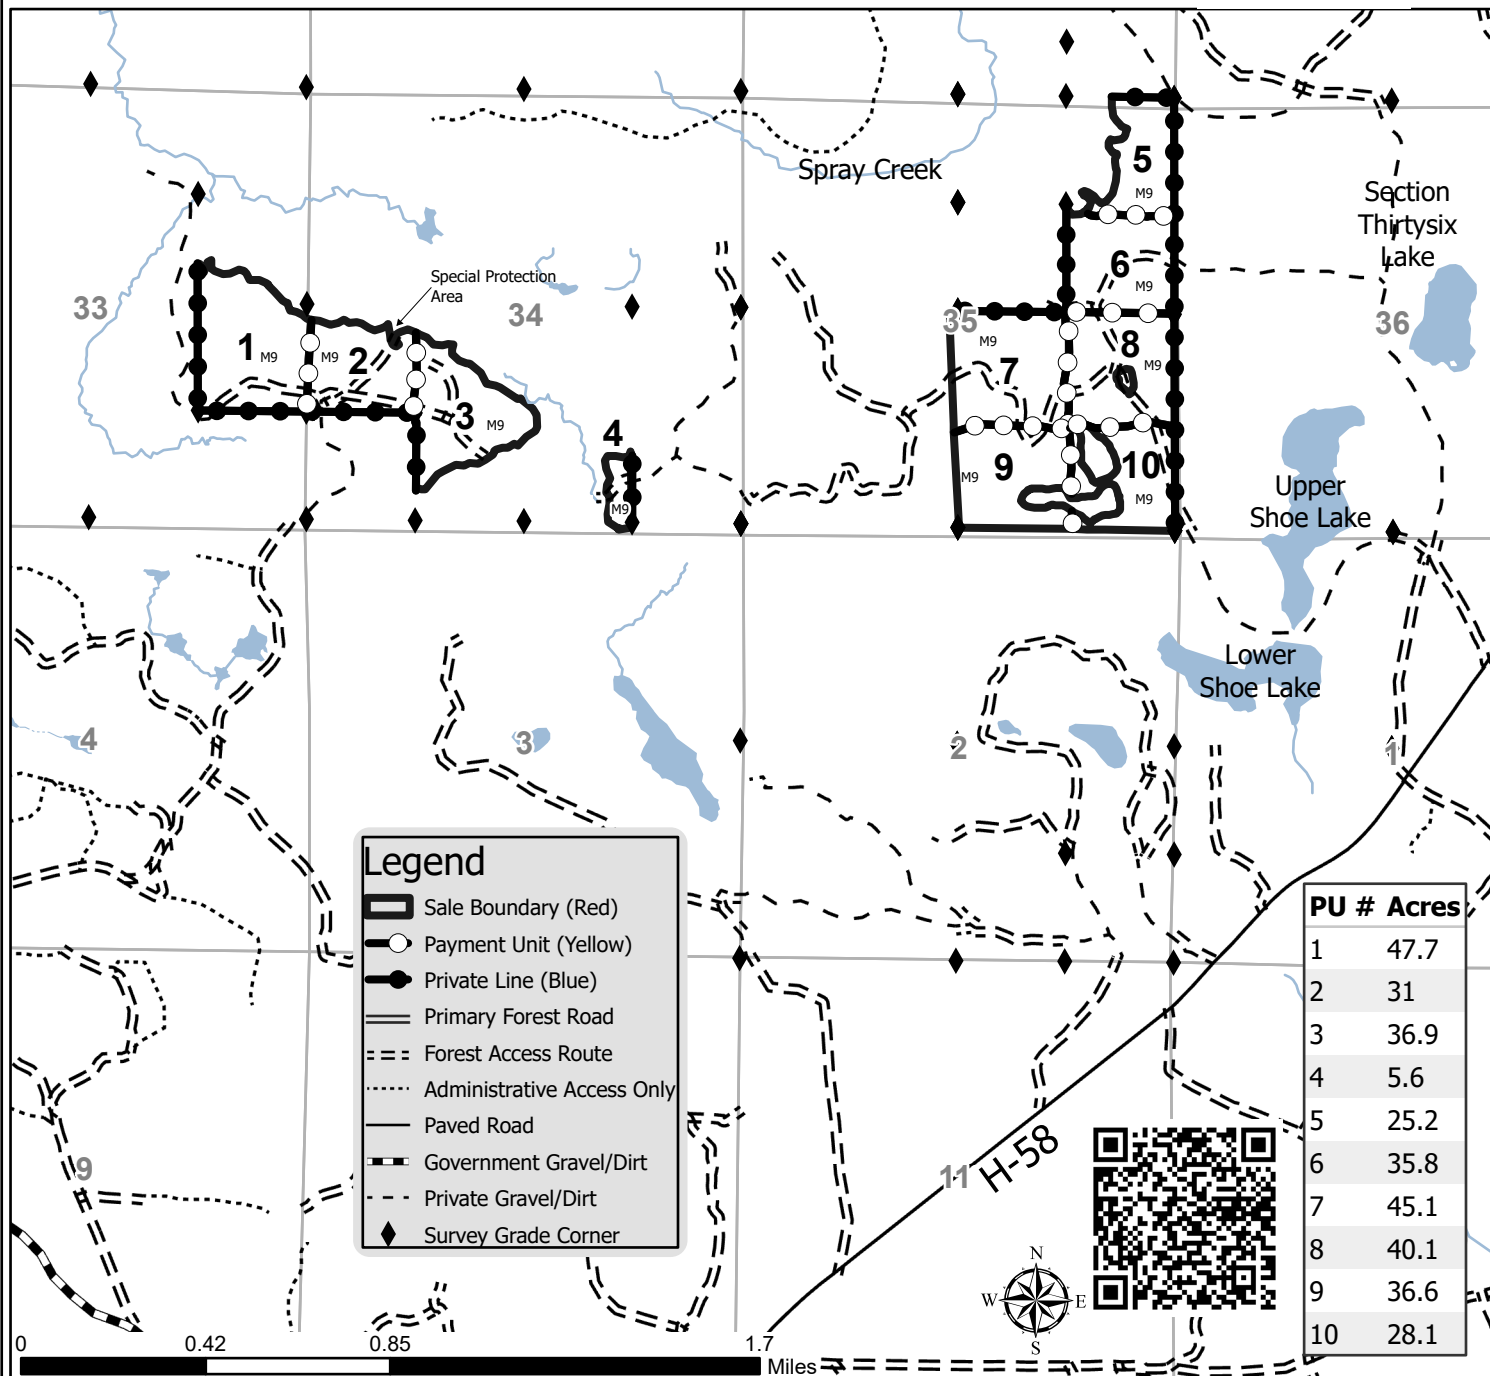 Spray Creek
5
M9
Section
Thirtysix
Lake
6
M9
Special Protection
Area
33
34
35
36
1
M9
M9
2
3
M9
4
M9
M9
7
8
M9
9
M9
10
M9
Upper
Shoe Lake
Lower
Shoe Lake
4
3
2
1
Legend
Sale Boundary (Red)
Payment Unit (Yellow)
Private Line (Blue)
Primary Forest Road
Forest Access Route
Administrative Access Only
Paved Road
Government Gravel/Dirt
Private Gravel/Dirt
Survey Grade Corner
PU # Acres
1 47.7
2 31
3 36.9
4 5.6
5 25.2
6 35.8
7 45.1
8 40.1
9 36.6
10 28.1
9
11
H-58
N
W E
S
0 0.42 0.85 1.7
Miles